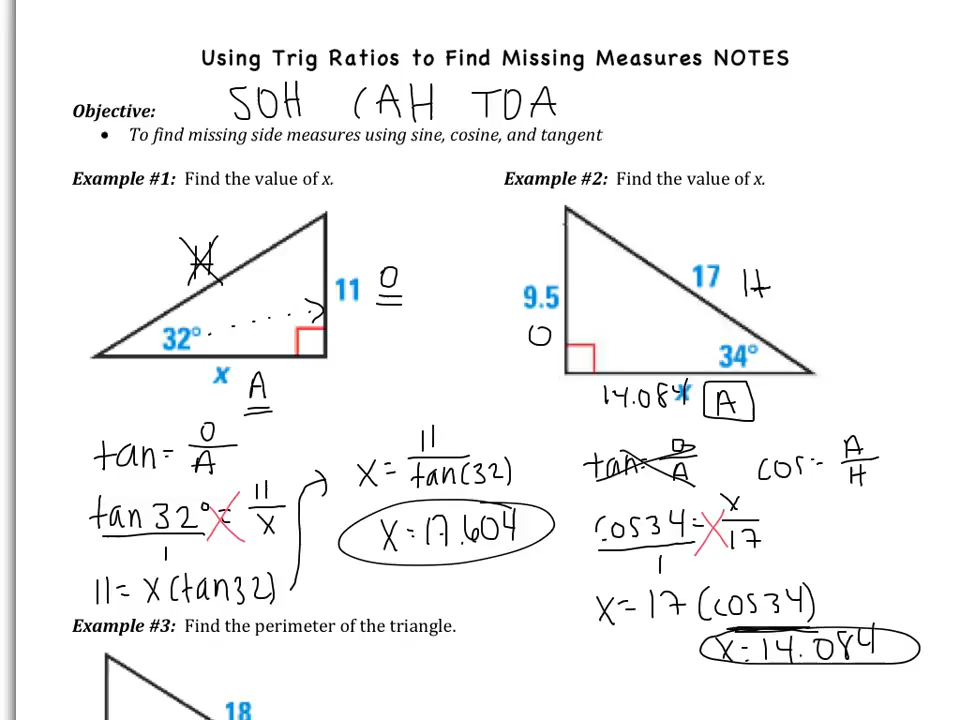 Using Trig Ratios to Find Missing Measures NOTES
SOH CAH TOA
Objective:
• To find missing side measures using sine, cosine, and tangent
Example #1: Find the value of x.
H
11 O
32°
x
A
tan = O/A
tan 32° = 11/x
1
11 = x(tan32)
x = 11/tan(32)
x = 17.604
Example #2: Find the value of x.
17 H
9.5
O
34°
14.084 x A
tan = O/A
cos = A/H
cos34 = x/17
1
x = 17 (cos34)
x = 14.084
Example #3: Find the perimeter of the triangle.
18